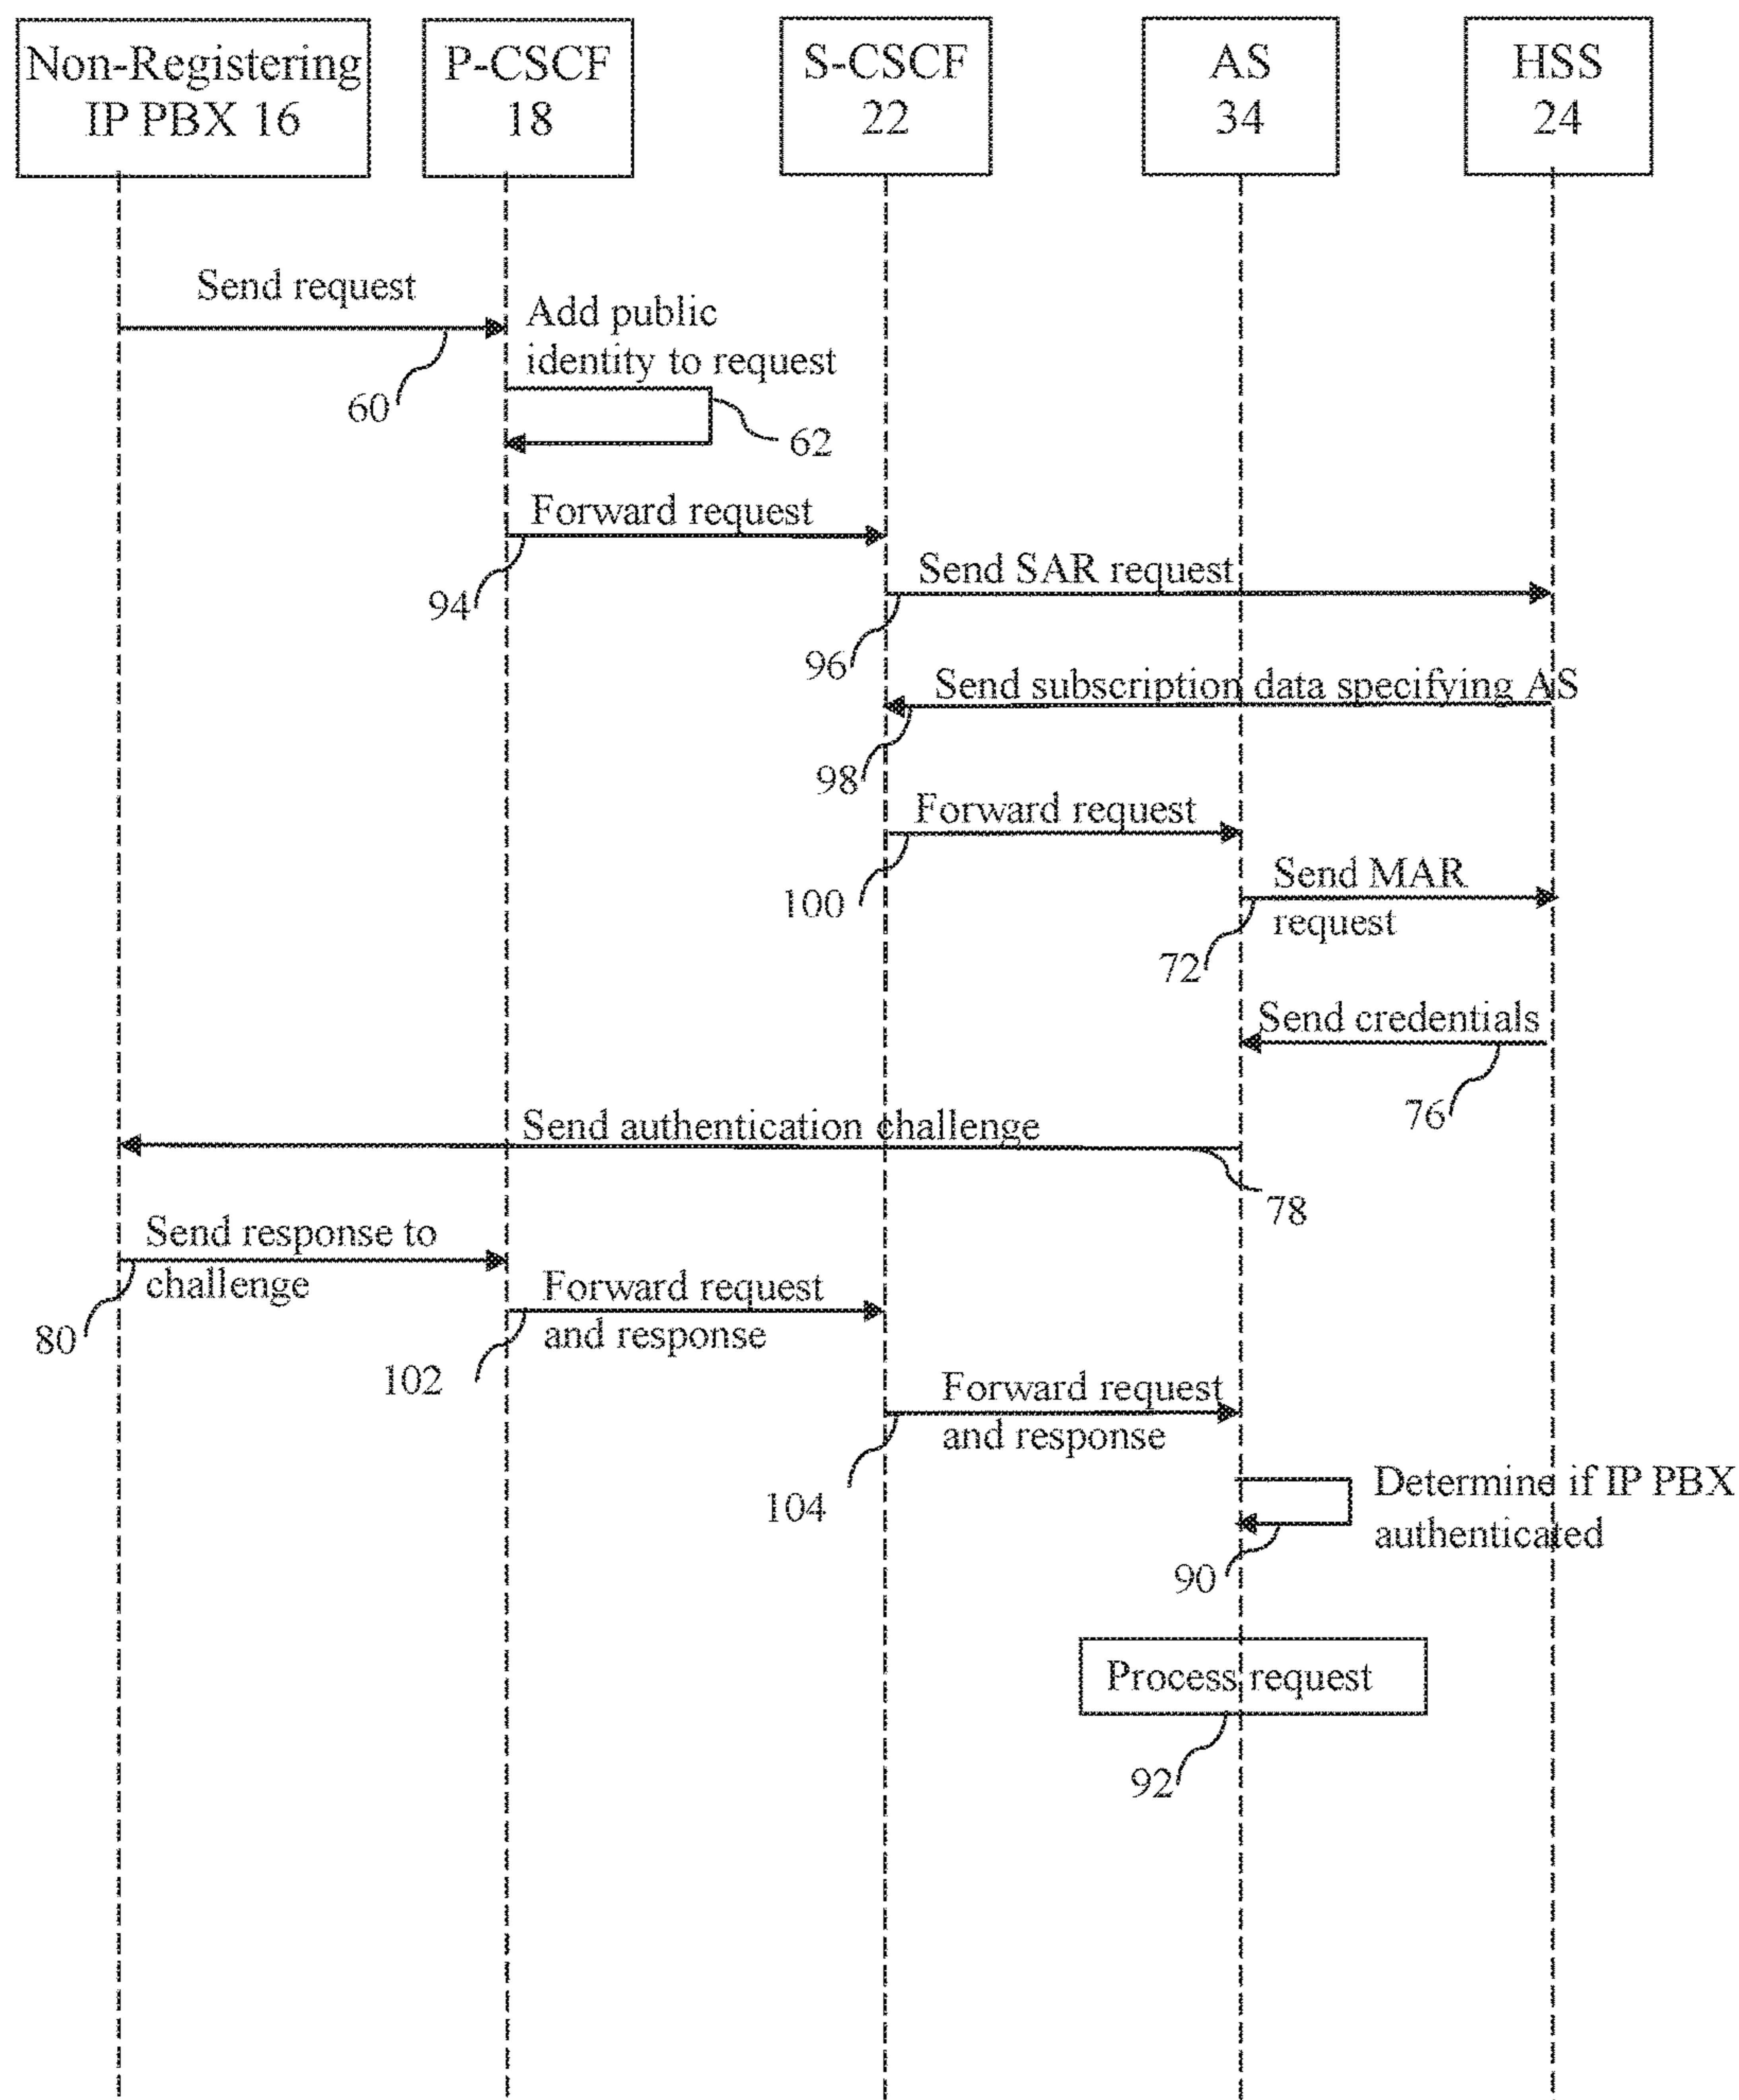 Non-Registering
IP PBX 16
P-CSCF
18
S-CSCF
22
AS
34
HSS
24
Send request
60
Add public
identity to request
62
Forward request
94
Send SAR request
96
Send subscription data specifying AS
98
Forward request
100
Send MAR
request
72
Send credentials
76
Send authentication challenge
78
Send response to
challenge
80
Forward request
and response
102
Forward request
and response
104
Determine if IP PBX
authenticated
90
Process request
92